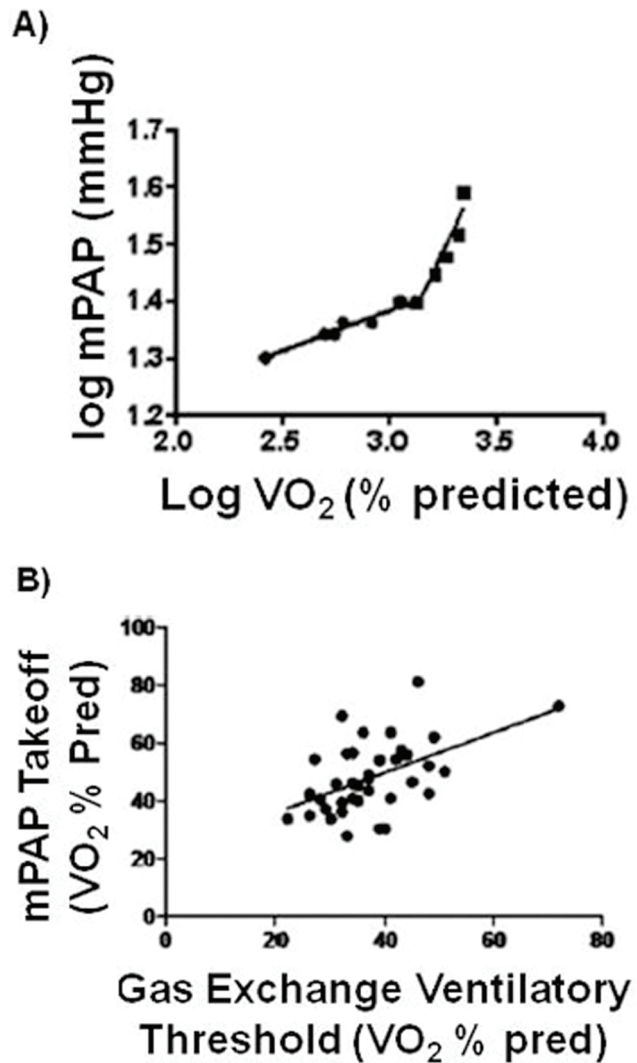 A)
log mPAP (mmHg)
1.7
1.6
1.5
1.4
1.3
1.2
2.0 2.5 3.0 3.5 4.0
Log VO₂ (% predicted)
B)
mPAP Takeoff
(VO₂ % Pred)
100
80
60
40
20
0
0 20 40 60 80
Gas Exchange Ventilatory
Threshold (VO₂ % pred)